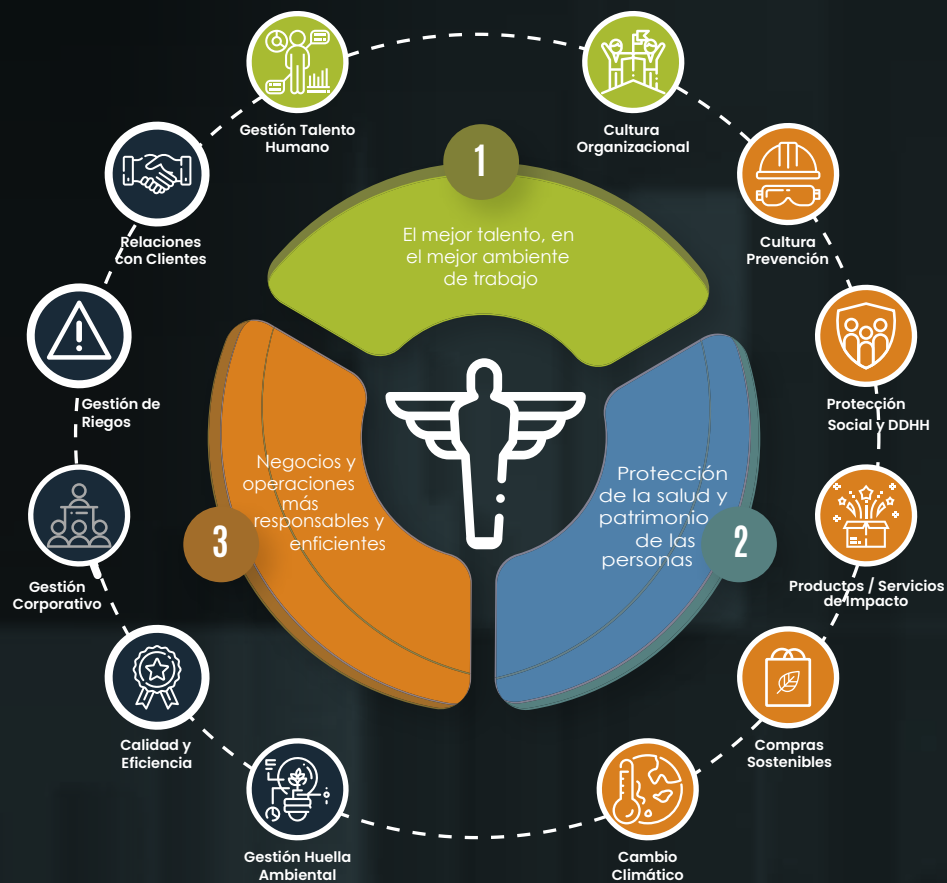 Gestión Talento
Humano
Cultura
Organizacional
Relaciones
con Clientes
1
El mejor talento, en
el mejor ambiente
de trabajo
Cultura
Prevención
Gestión de
Riegos
Protección
Social y DDHH
Negocios y
operaciones
más
responsables y
enficientes
3
Protección
de la salud y
patrimonio
de las
personas
2
Gestión
Corporativo
Productos / Servicios
de Impacto
Calidad y
Eficiencia
Compras
Sostenibles
Gestión Huella
Ambiental
Cambio
Climático